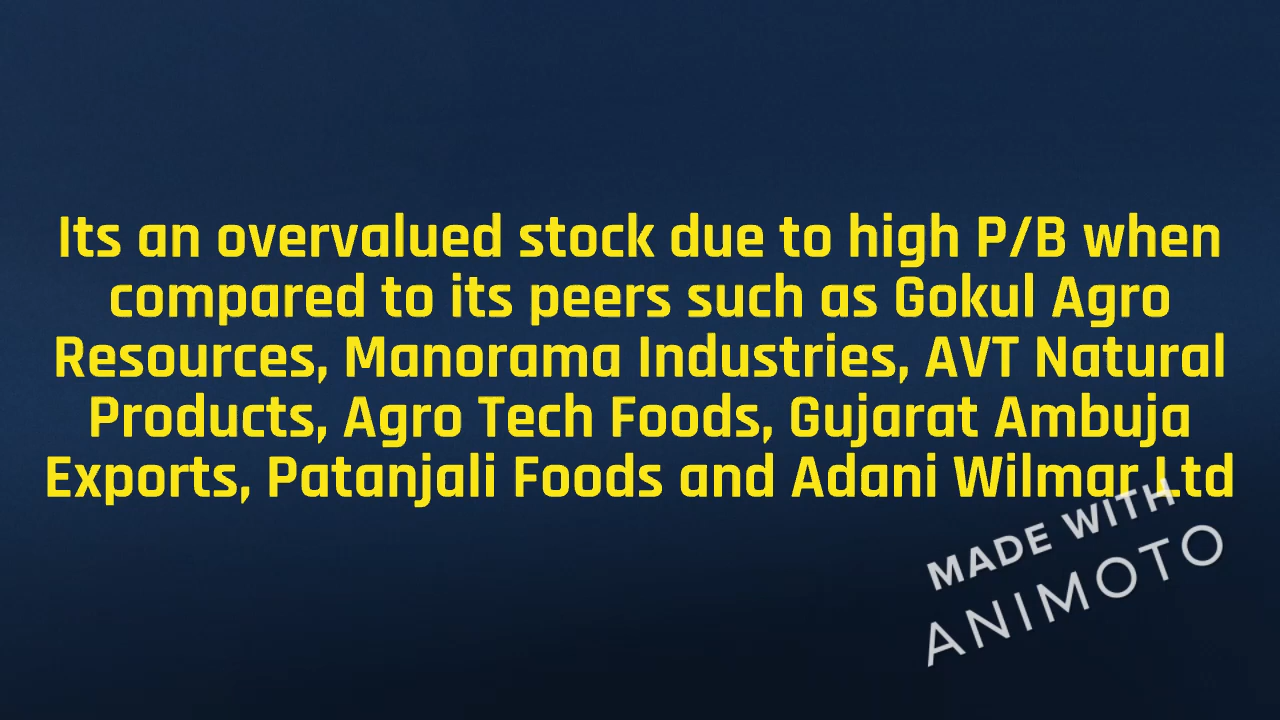 Its an overvalued stock due to high P/B when
compared to its peers such as Gokul Agro
Resources, Manorama Industries, AVT Natural
Products, Agro Tech Foods, Gujarat Ambuja
Exports, Patanjali Foods and Adani Wilmar Ltd
MADE WITH
ANIMOTO